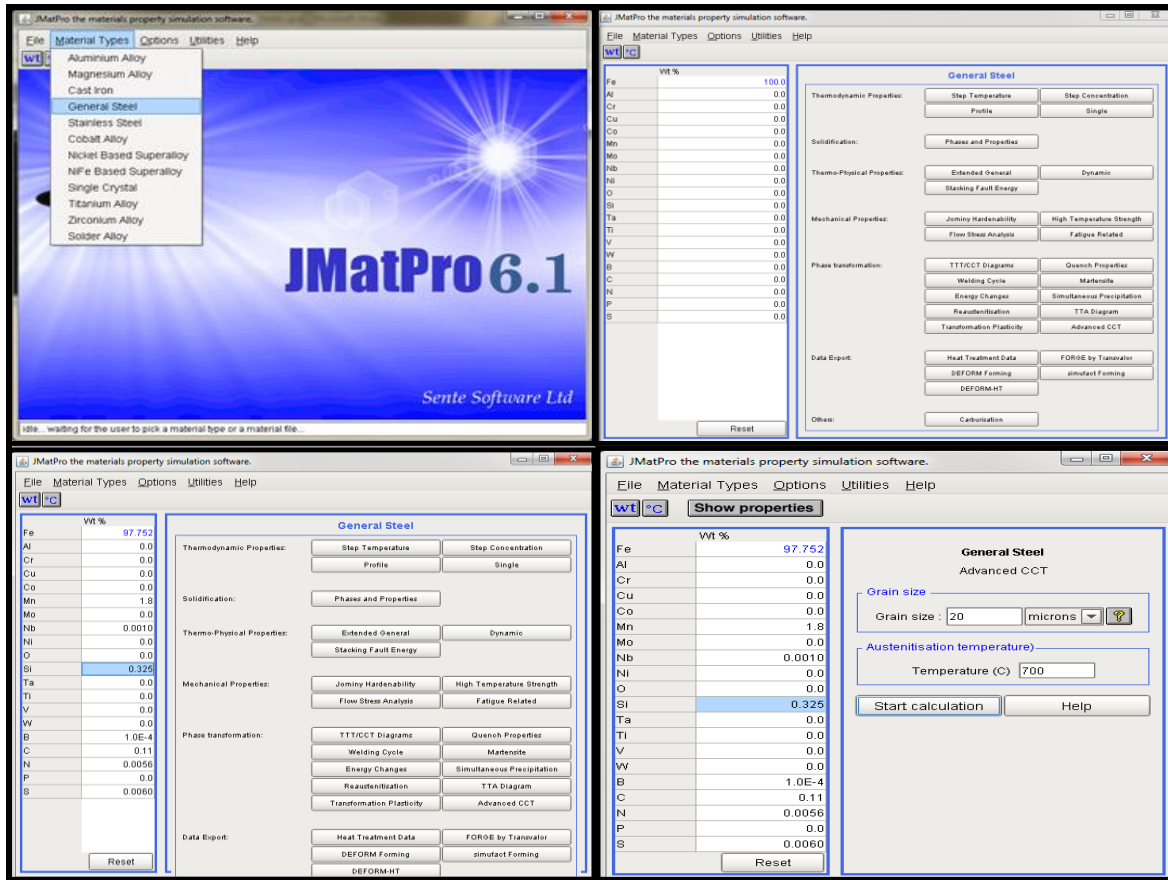 JMatPro the materials property simulation software.
File Material Types Options Utilities Help
wt
Aluminium Alloy
Magnesium Alloy
Cast Iron
General Steel
Stainless Steel
Cobalt Alloy
Nickel Based Superalloy
NiFe Based Superalloy
Single Crystal
Titanium Alloy
Zirconium Alloy
Solder Alloy
JMatPro 6.1
Sente Software Ltd
idle... waiting for the user to pick a material type or a material file...
JMatPro the materials property simulation software.
File Material Types Options Utilities Help
wt °C
Wt %
Fe 100.0
Al 0.0
Cr 0.0
Cu 0.0
Co 0.0
Mn 0.0
Mo 0.0
Nb 0.0
Ni 0.0
O 0.0
Si 0.0
Ta 0.0
Ti 0.0
V 0.0
W 0.0
B 0.0
C 0.0
N 0.0
P 0.0
S 0.0
Reset
General Steel
Thermodynamic Properties: Step Temperature Step Concentration
Profile Single
Solidification: Phases and Properties
Thermo-Physical Properties: Extended General Dynamic
Stacking Fault Energy
Mechanical Properties: Jominy Hardenability High Temperature Strength
Flow Stress Analysis Fatigue Related
Phase transformation: TTT/CCT Diagrams Quench Properties
Welding Cycle Martensite
Energy Changes Simultaneous Precipitation
Reaustenitisation TTA Diagram
Transformation Plasticity Advanced CCT
Data Export: Heat Treatment Data FORGE by Transvalor
DEFORM Forming simufact Forming
DEFORM-HT
Others: Carburisation
JMatPro the materials property simulation software.
File Material Types Options Utilities Help
wt °C
Wt %
Fe 97.752
Al 0.0
Cr 0.0
Cu 0.0
Co 0.0
Mn 1.8
Mo 0.0
Nb 0.0010
Ni 0.0
O 0.0
Si 0.325
Ta 0.0
Ti 0.0
V 0.0
W 0.0
B 1.0E-4
C 0.11
N 0.0056
P 0.0
S 0.0060
Reset
General Steel
Thermodynamic Properties: Step Temperature Step Concentration
Profile Single
Solidification: Phases and Properties
Thermo-Physical Properties: Extended General Dynamic
Stacking Fault Energy
Mechanical Properties: Jominy Hardenability High Temperature Strength
Flow Stress Analysis Fatigue Related
Phase transformation: TTT/CCT Diagrams Quench Properties
Welding Cycle Martensite
Energy Changes Simultaneous Precipitation
Reaustenitisation TTA Diagram
Transformation Plasticity Advanced CCT
Data Export: Heat Treatment Data FORGE by Transvalor
DEFORM Forming simufact Forming
DEFORM-HT
JMatPro the materials property simulation software.
File Material Types Options Utilities Help
wt °C Show properties
Wt %
Fe 97.752
Al 0.0
Cr 0.0
Cu 0.0
Co 0.0
Mn 1.8
Mo 0.0
Nb 0.0010
Ni 0.0
O 0.0
Si 0.325
Ta 0.0
Ti 0.0
V 0.0
W 0.0
B 1.0E-4
C 0.11
N 0.0056
P 0.0
S 0.0060
Reset
General Steel
Advanced CCT
Grain size
Grain size : 20 microns ?
Austenitisation temperature)
Temperature (C) 700
Start calculation Help